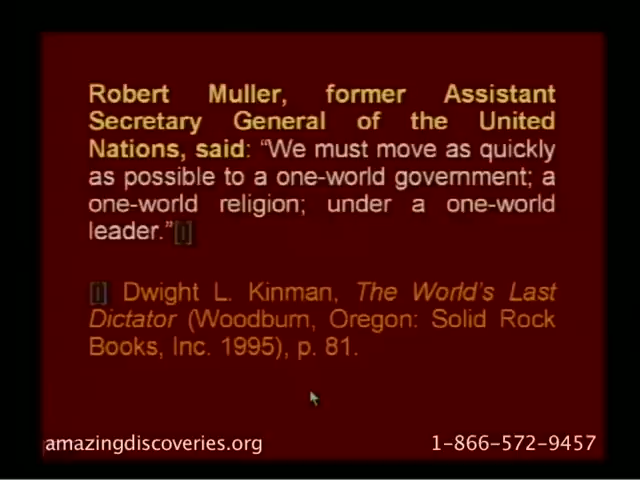 Robert Muller, former Assistant
Secretary General of the United
Nations, said: “We must move as quickly
as possible to a one-world government; a
one-world religion; under a one-world
leader.”[i]
[i] Dwight L. Kinman, The World's Last
Dictator (Woodburn, Oregon: Solid Rock
Books, Inc. 1995), p. 81.
amazingdiscoveries.org
1-866-572-9457